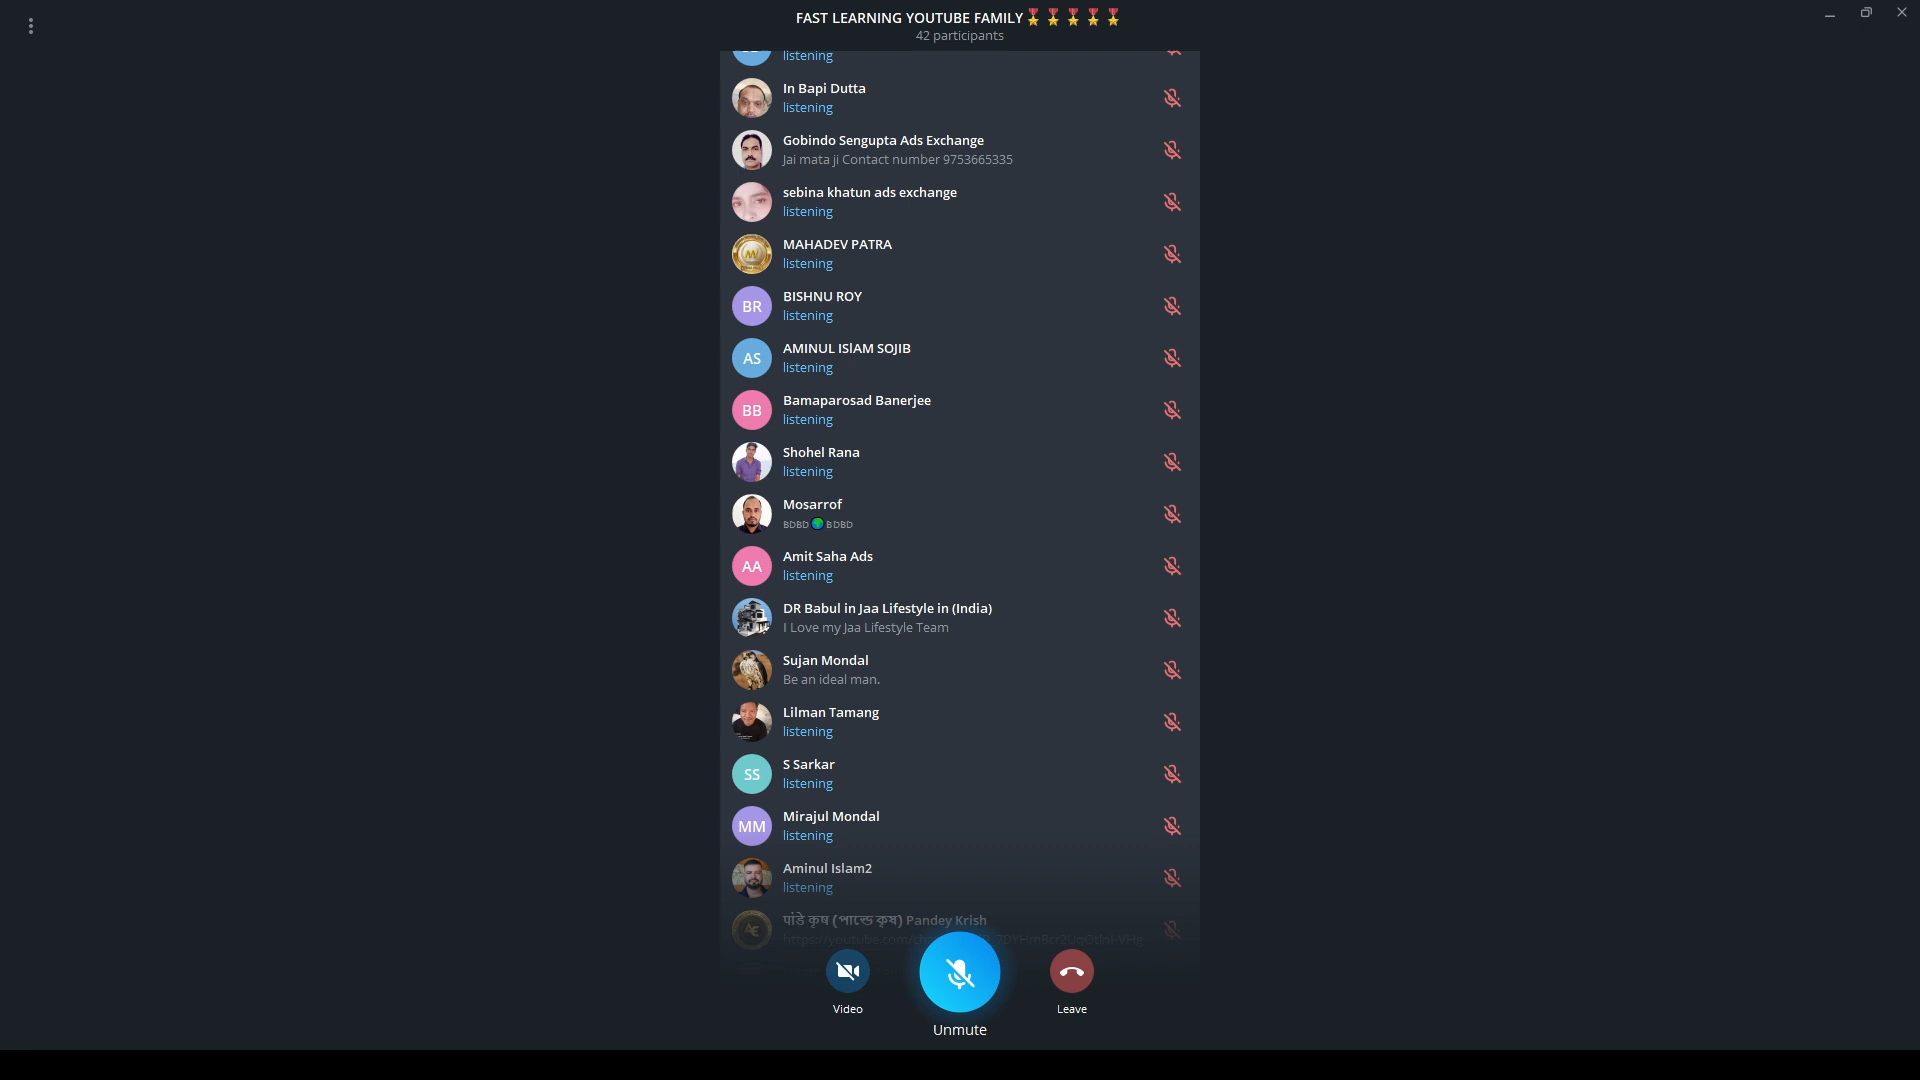 FAST LEARNING YOUTUBE FAMILY🎖🎖🎖🎖🎖
42 participants
listening
In Bapi Dutta
listening
Gobindo Sengupta Ads Exchange
Jai mata ji Contact number 9753665335
sebina khatun ads exchange
listening
MAHADEV PATRA
listening
BR
BISHNU ROY
listening
AS
AMINUL ISlAM SOJIB
listening
BB
Bamaparosad Banerjee
listening
Shohel Rana
listening
Mosarrof
BDBD🌍BDBD
AA
Amit Saha Ads
listening
DR Babul in Jaa Lifestyle in (India)
I Love my Jaa Lifestyle Team
Sujan Mondal
Be an ideal man.
Lilman Tamang
listening
SS
S Sarkar
listening
MM
Mirajul Mondal
listening
Aminul Islam2
listening
पांडे कृष (পান্ডে কৃষ) Pandey Krish
https://youtube.com/
Video
Leave
Unmute